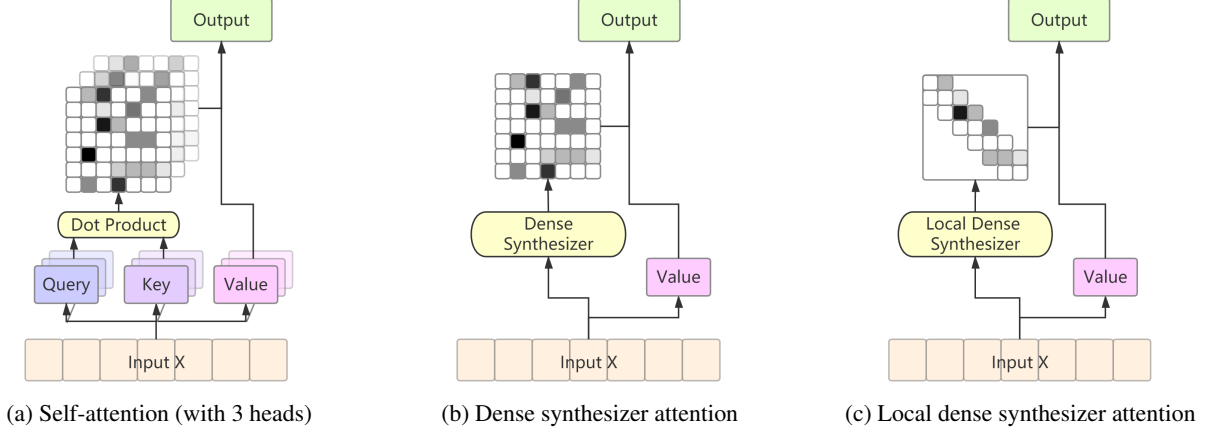 Output
Output
Output
Dot Product
Dense
Synthesizer
Local Dense
Synthesizer
Query
Key
Value
Value
Value
Input X
Input X
Input X
(a) Self-attention (with 3 heads)
(b) Dense synthesizer attention
(c) Local dense synthesizer attention